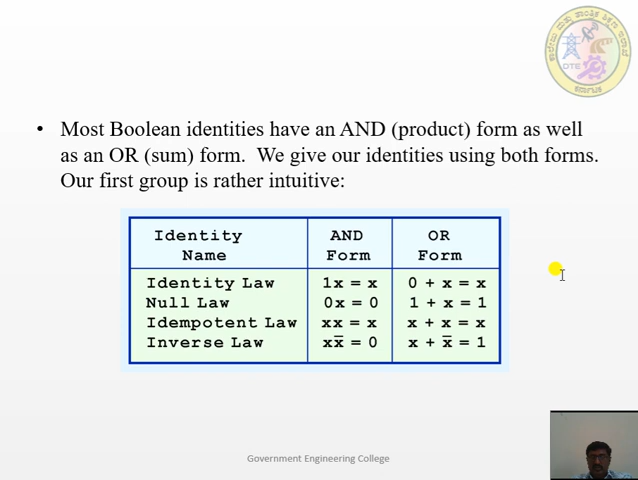 • Most Boolean identities have an AND (product) form as well
as an OR (sum) form.  We give our identities using both forms.
Our first group is rather intuitive:
Identity Name | AND Form | OR Form
Identity Law | 1x = x | 0 + x = x
Null Law | 0x = 0 | 1 + x = 1
Idempotent Law | xx = x | x + x = x
Inverse Law | xx̅ = 0 | x + x̅ = 1
Government Engineering College
DTE